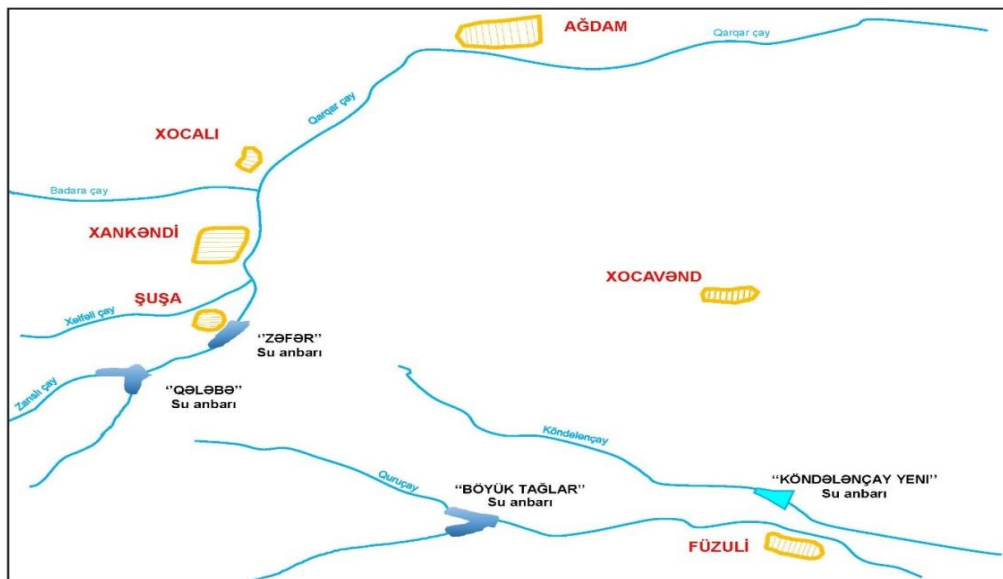 AĞDAM
Qarqar çay
Qarqar çay
XOCALI
Badara çay
XANKƏNDİ
XOCAVƏND
ŞUŞA
Xəlfəli çay
‘’ZƏFƏR’’
Su anbarı
‘’QƏLƏBƏ’’
Su anbarı
Zarıslı çay
Köndələnçay
Quruçay
“BÖYÜK TAĞLAR”
Su anbarı
“KÖNDƏLƏNÇAY YENI”
Su anbarı
FÜZULİ